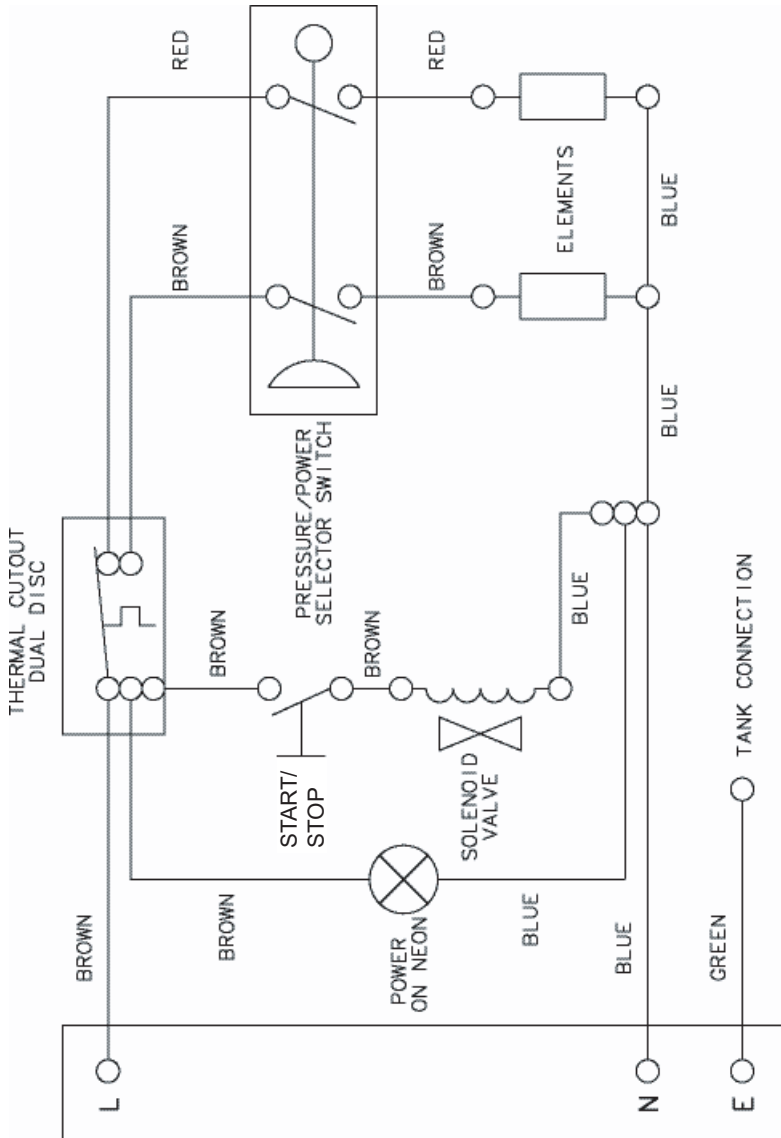 RED
RED
BROWN
BROWN
ELEMENTS
BLUE
BLUE
PRESSURE/POWER
SELECTOR SWITCH
THERMAL CUTOUT
DUAL DISC
BROWN
BROWN
BLUE
START/
STOP
SOLENOID
VALVE
TANK CONNECTION
BROWN
BROWN
POWER
ON NEON
BLUE
BLUE
GREEN
L
N
E